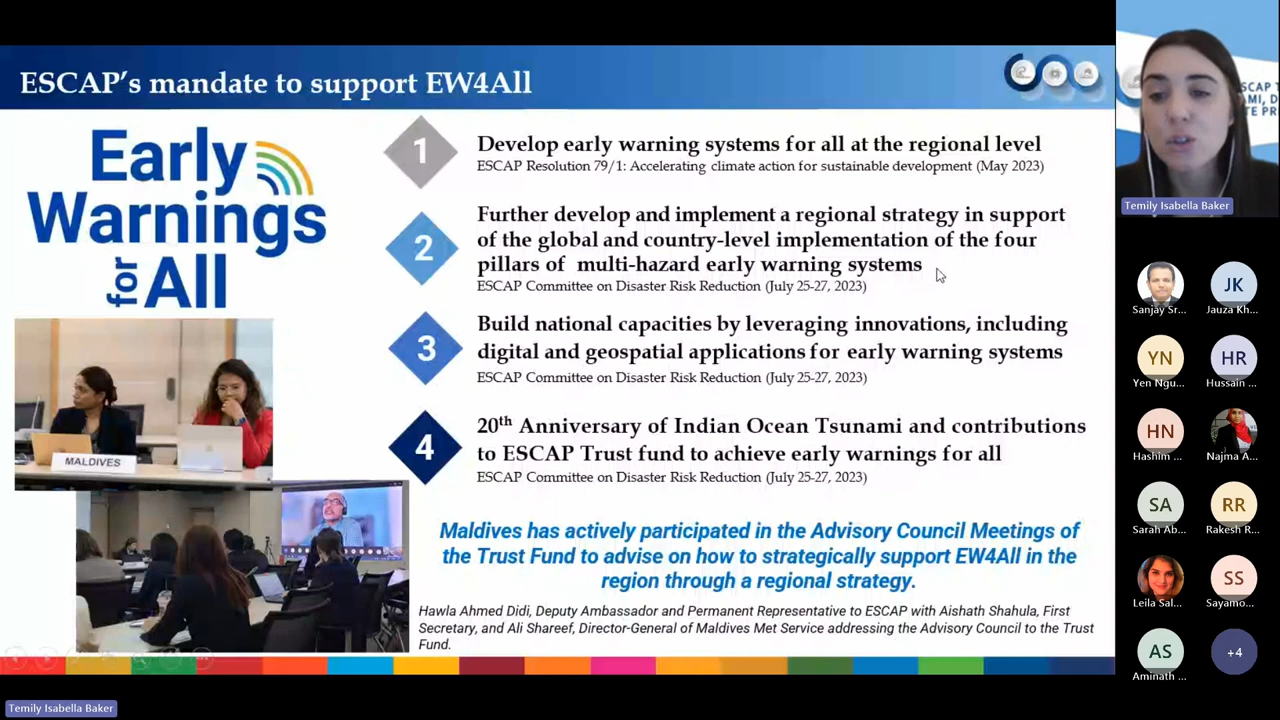 ESCAP's mandate to support EW4All
Early
Warnings
for
All
1
Develop early warning systems for all at the regional level
ESCAP Resolution 79/1: Accelerating climate action for sustainable development (May 2023)
2
Further develop and implement a regional strategy in support
of the global and country-level implementation of the four
pillars of multi-hazard early warning systems
ESCAP Committee on Disaster Risk Reduction (July 25-27, 2023)
3
Build national capacities by leveraging innovations, including
digital and geospatial applications for early warning systems
ESCAP Committee on Disaster Risk Reduction (July 25-27, 2023)
4
20th Anniversary of Indian Ocean Tsunami and contributions
to ESCAP Trust fund to achieve early warnings for all
ESCAP Committee on Disaster Risk Reduction (July 25-27, 2023)
MALDIVES
Maldives has actively participated in the Advisory Council Meetings of
the Trust Fund to advise on how to strategically support EW4All in the
region through a regional strategy.
Hawla Ahmed Didi, Deputy Ambassador and Permanent Representative to ESCAP with Aishath Shahula, First
Secretary, and Ali Shareef, Director-General of Maldives Met Service addressing the Advisory Council to the Trust
Fund.
Temily Isabella Baker
SCAP T
MI, D
TE PR
Temily Isabella Baker
Sanjay Sr...
JK
Jauza Kh...
YN
Yen Ngu...
HR
Hussain ...
HN
Hashim ...
Najma A...
SA
Sarah Ab...
RR
Rakesh R...
Leila Sal...
SS
Sayamo...
AS
Aminath ...
+4